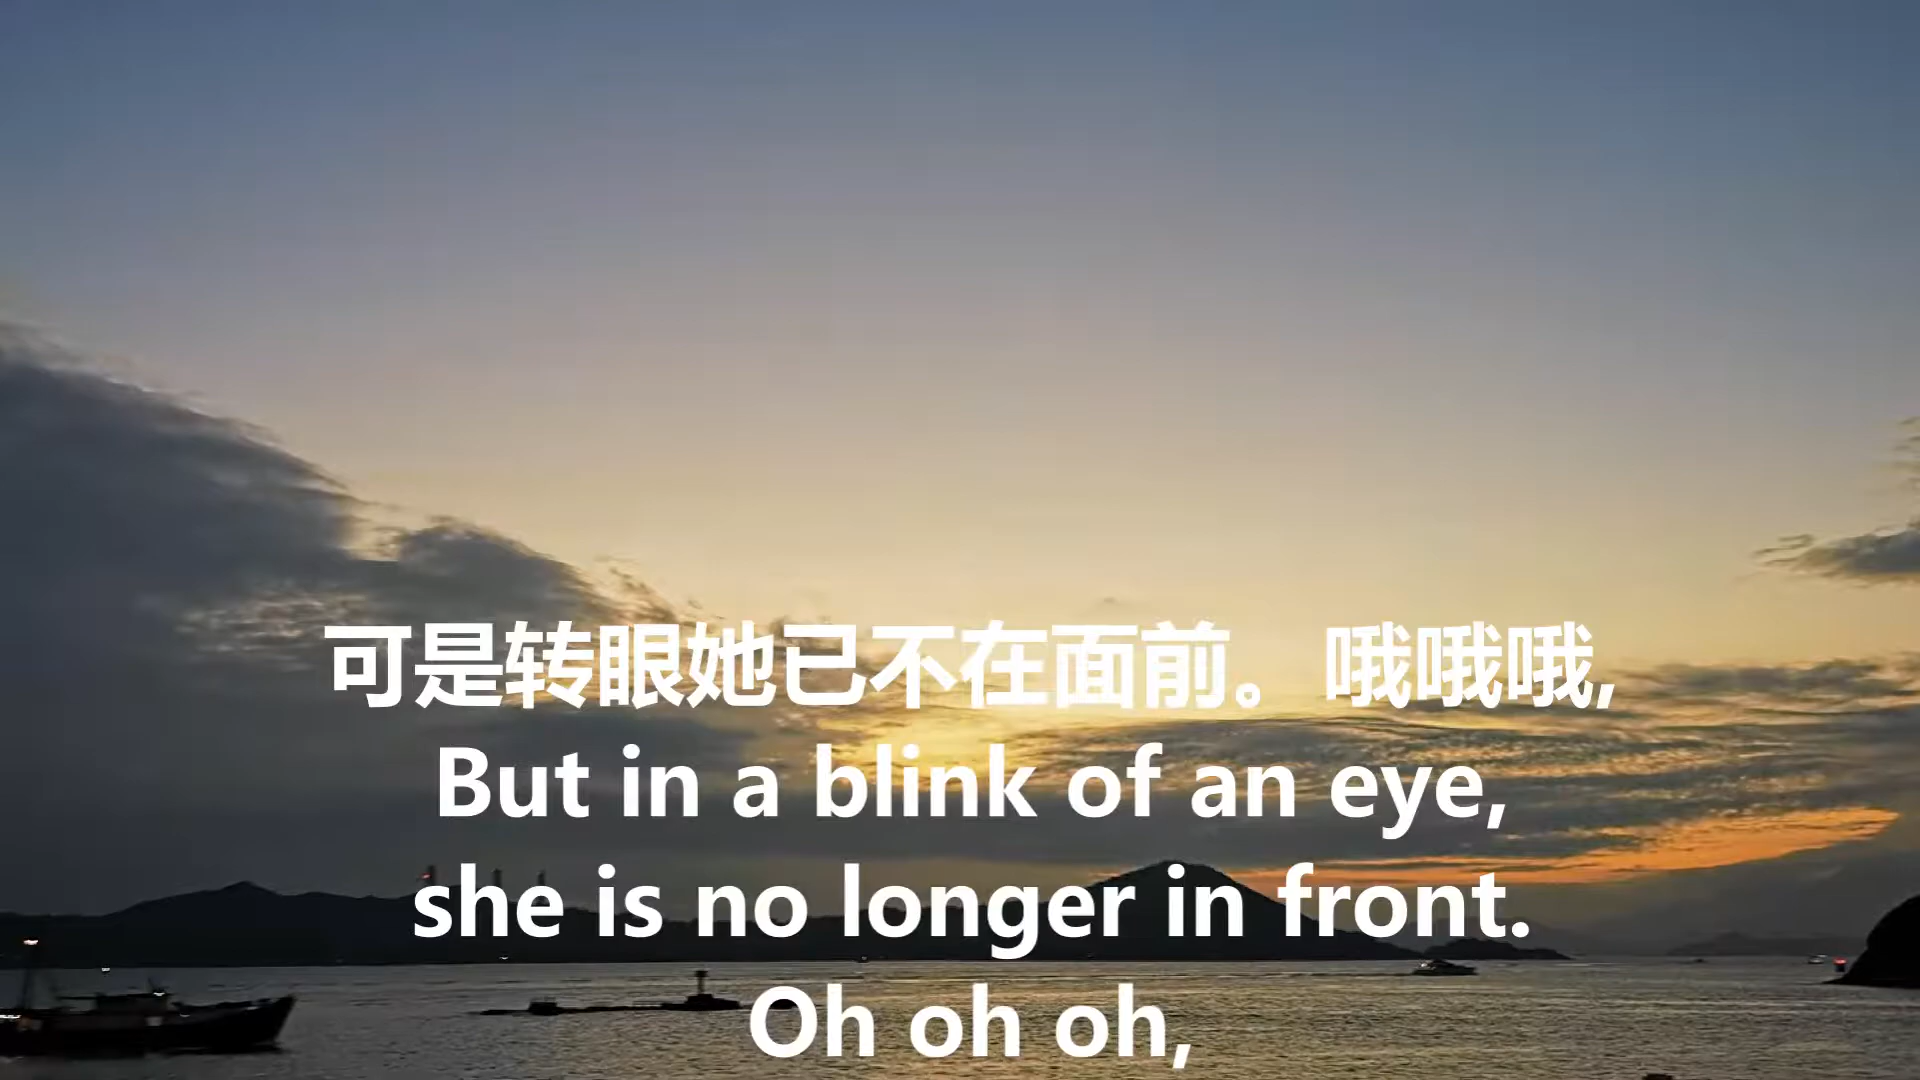 可是转眼她已不在面前。哦哦哦,
But in a blink of an eye,
she is no longer in front.
Oh oh oh,